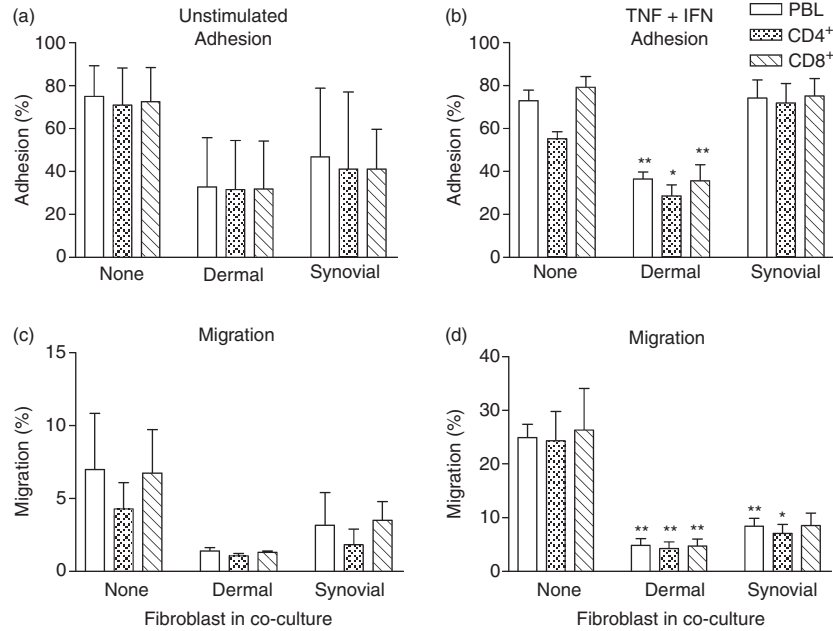 (a)
Unstimulated
Adhesion
Adhesion (%)
100
80
60
40
20
0
None
Dermal
Synovial
(b)
TNF + IFN
Adhesion
PBL
CD4+
CD8+
Adhesion (%)
100
80
60
40
20
0
**
*
**
None
Dermal
Synovial
(c)
Migration
Migration (%)
15
10
5
0
None
Dermal
Synovial
Fibroblast in co-culture
(d)
Migration
Migration (%)
40
30
20
10
0
**
**
**
**
*
None
Dermal
Synovial
Fibroblast in co-culture